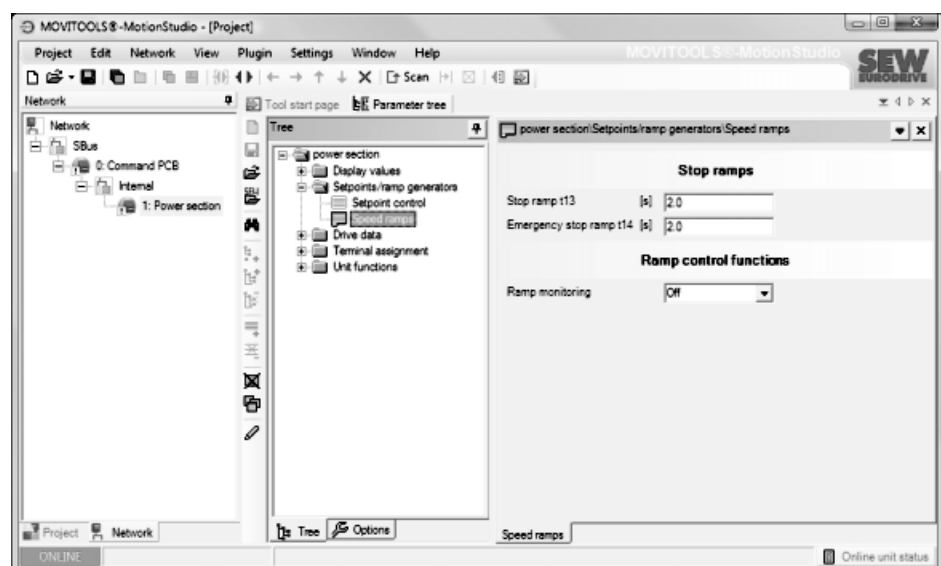 MOVITOOLS®-MotionStudio - [Project]
Project Edit Network View Plugin Settings Window Help
MOVITOOLS®-MotionStudio
SEW
EURODRIVE
Scan
Network
Tool start page Parameter tree
Network
SBus
0: Command PCB
Internal
1: Power section
Project Network
Tree
power section
Display values
Setpoints/ramp generators
Setpoint control
Speed ramps
Drive data
Terminal assignment
Unit functions
Tree Options
power section\Setpoints/ramp generators\Speed ramps
Stop ramps
Stop ramp t13 [s] 2.0
Emergency stop ramp t14 [s] 2.0
Ramp control functions
Ramp monitoring Off
Speed ramps
ONLINE
Online unit status